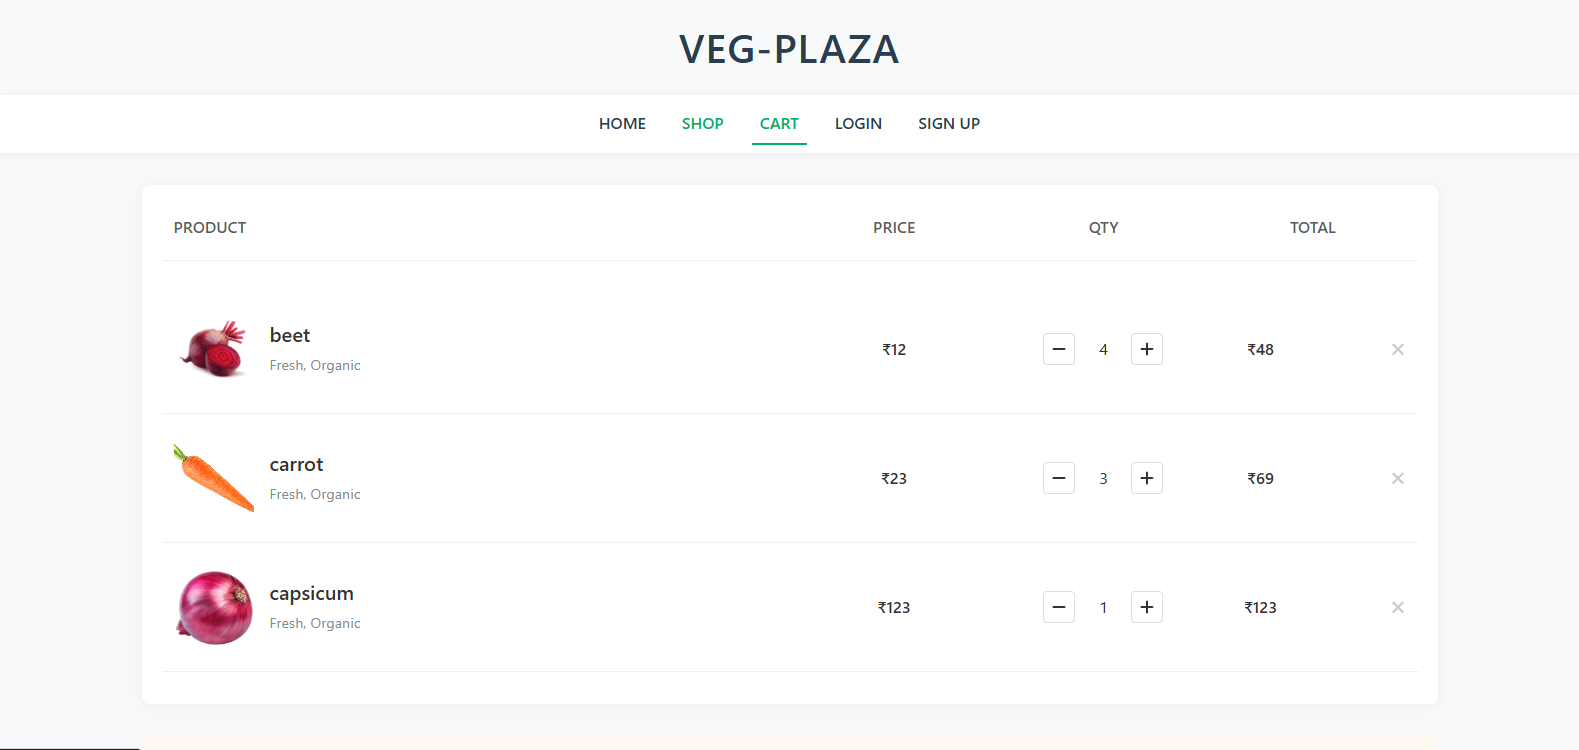 VEG-PLAZA
HOME SHOP CART LOGIN SIGN UP
PRODUCT PRICE QTY TOTAL
beet
Fresh, Organic
₹12 − 4 + ₹48 ×
carrot
Fresh, Organic
₹23 − 3 + ₹69 ×
capsicum
Fresh, Organic
₹123 − 1 + ₹123 ×